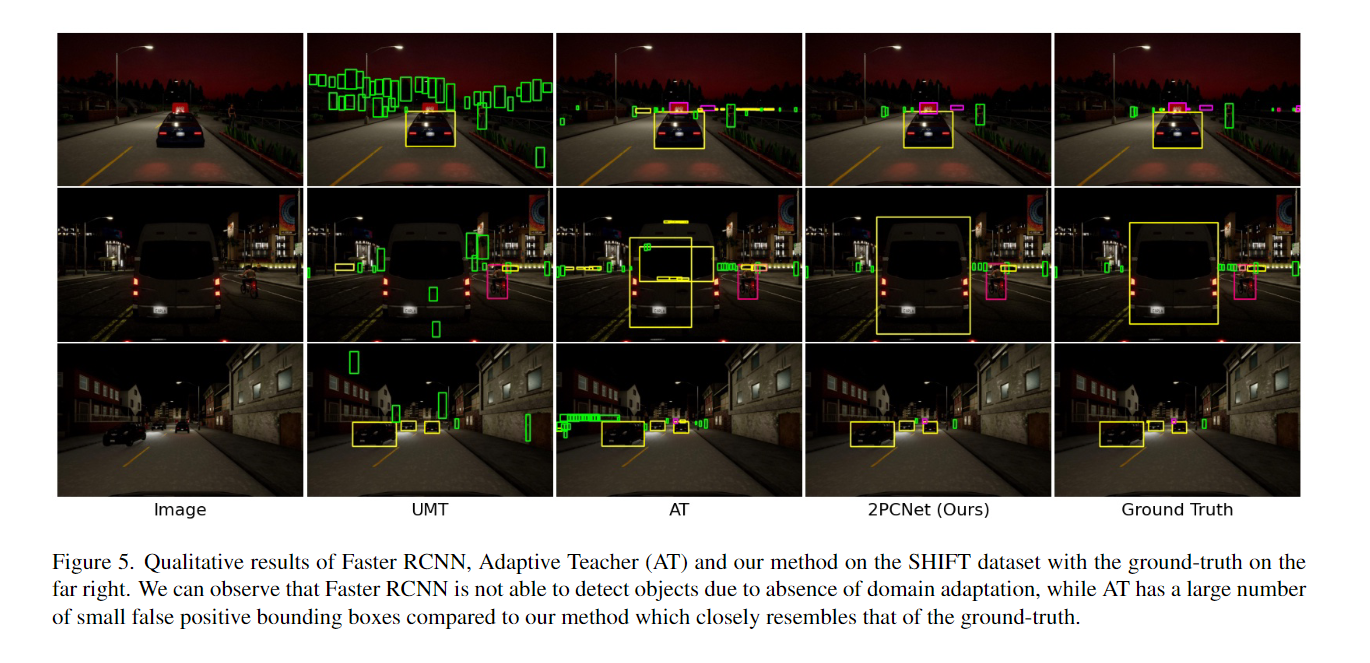 Image UMT AT 2PCNet (Ours) Ground Truth
Figure 5. Qualitative results of Faster RCNN, Adaptive Teacher (AT) and our method on the SHIFT dataset with the ground-truth on the
far right. We can observe that Faster RCNN is not able to detect objects due to absence of domain adaptation, while AT has a large number
of small false positive bounding boxes compared to our method which closely resembles that of the ground-truth.